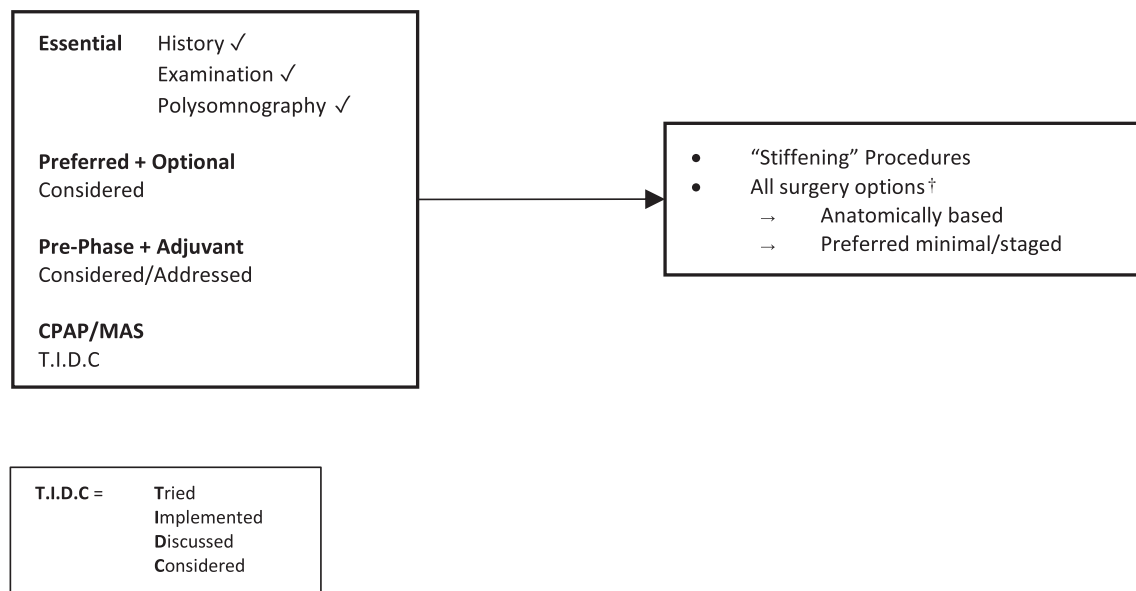 Essential History ✓
Examination ✓
Polysomnography ✓
Preferred + Optional
Considered
Pre-Phase + Adjuvant
Considered/Addressed
CPAP/MAS
T.I.D.C
• “Stiffening” Procedures
• All surgery options†
→ Anatomically based
→ Preferred minimal/staged
T.I.D.C = Tried
Implemented
Discussed
Considered